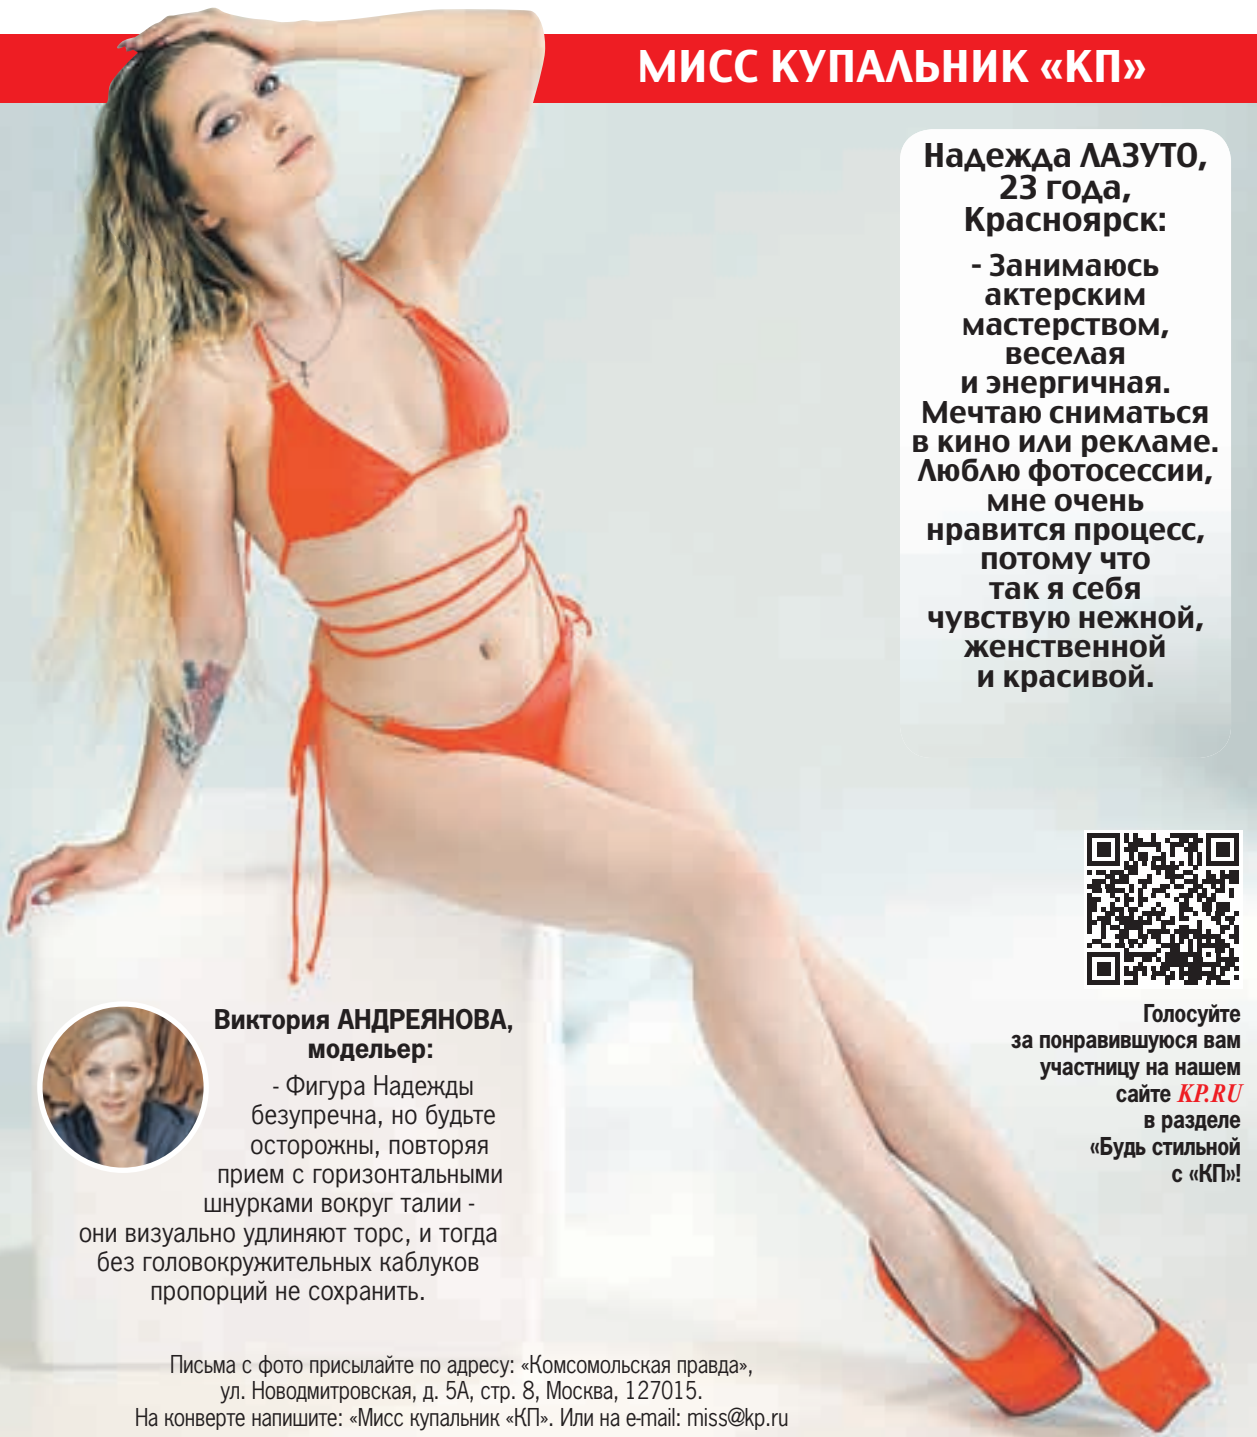 МИСС КУПАЛЬНИК «КП»
Надежда ЛАЗУТО,
23 года,
Красноярск:
- Занимаюсь
актерским
мастерством,
веселая
и энергичная.
Мечтаю сниматься
в кино или рекламе.
Люблю фотосессии,
мне очень
нравится процесс,
потому что
так я себя
чувствую нежной,
женственной
и красивой.
Голосуйте
за понравившуюся вам
участницу на нашем
сайте KP.RU
в разделе
«Будь стильной
с «КП»!
Виктория АНДРЕЯНОВА,
модельер:
- Фигура Надежды
безупречна, но будьте
осторожны, повторяя
прием с горизонтальными
шнурками вокруг талии -
они визуально удлиняют торс, и тогда
без головокружительных каблуков
пропорций не сохранить.
Письма с фото присылайте по адресу: «Комсомольская правда»,
ул. Новодмитровская, д. 5А, стр. 8, Москва, 127015.
На конверте напишите: «Мисс купальник «КП». Или на e-mail: miss@kp.ru